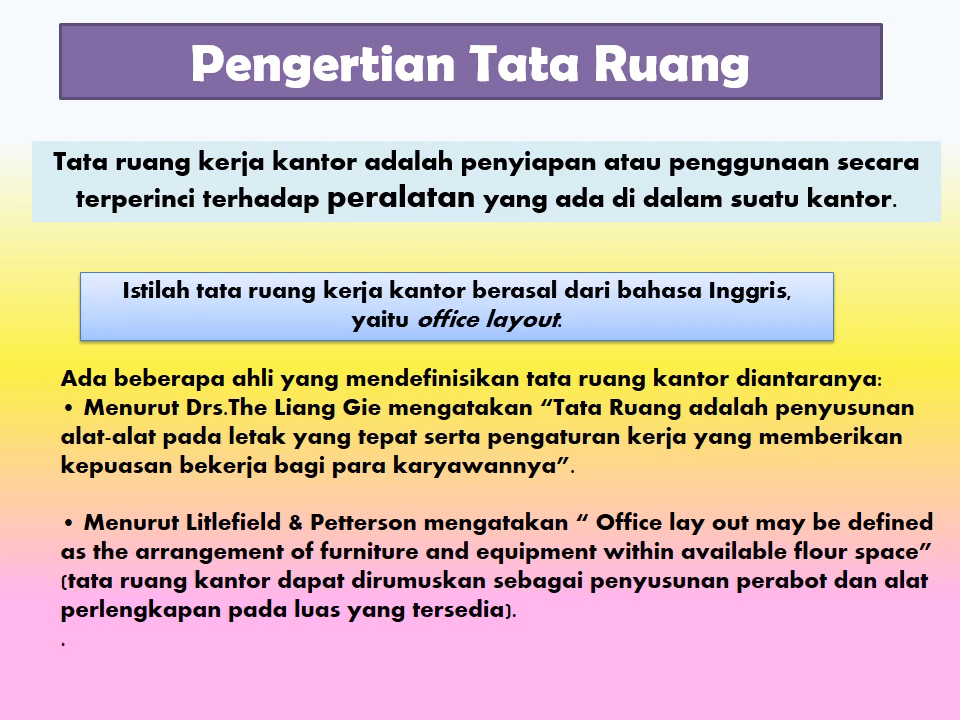 Pengertian Tata Ruang
Tata ruang kerja kantor adalah penyiapan atau penggunaan secara
terperinci terhadap peralatan yang ada di dalam suatu kantor.
Istilah tata ruang kerja kantor berasal dari bahasa Inggris,
yaitu office layout.
Ada beberapa ahli yang mendefinisikan tata ruang kantor diantaranya:
• Menurut Drs.The Liang Gie mengatakan “Tata Ruang adalah penyusunan
alat-alat pada letak yang tepat serta pengaturan kerja yang memberikan
kepuasan bekerja bagi para karyawannya”.
• Menurut Litlefield & Petterson mengatakan “ Office lay out may be defined
as the arrangement of furniture and equipment within available flour space”
(tata ruang kantor dapat dirumuskan sebagai penyusunan perabot dan alat
perlengkapan pada luas yang tersedia).
.